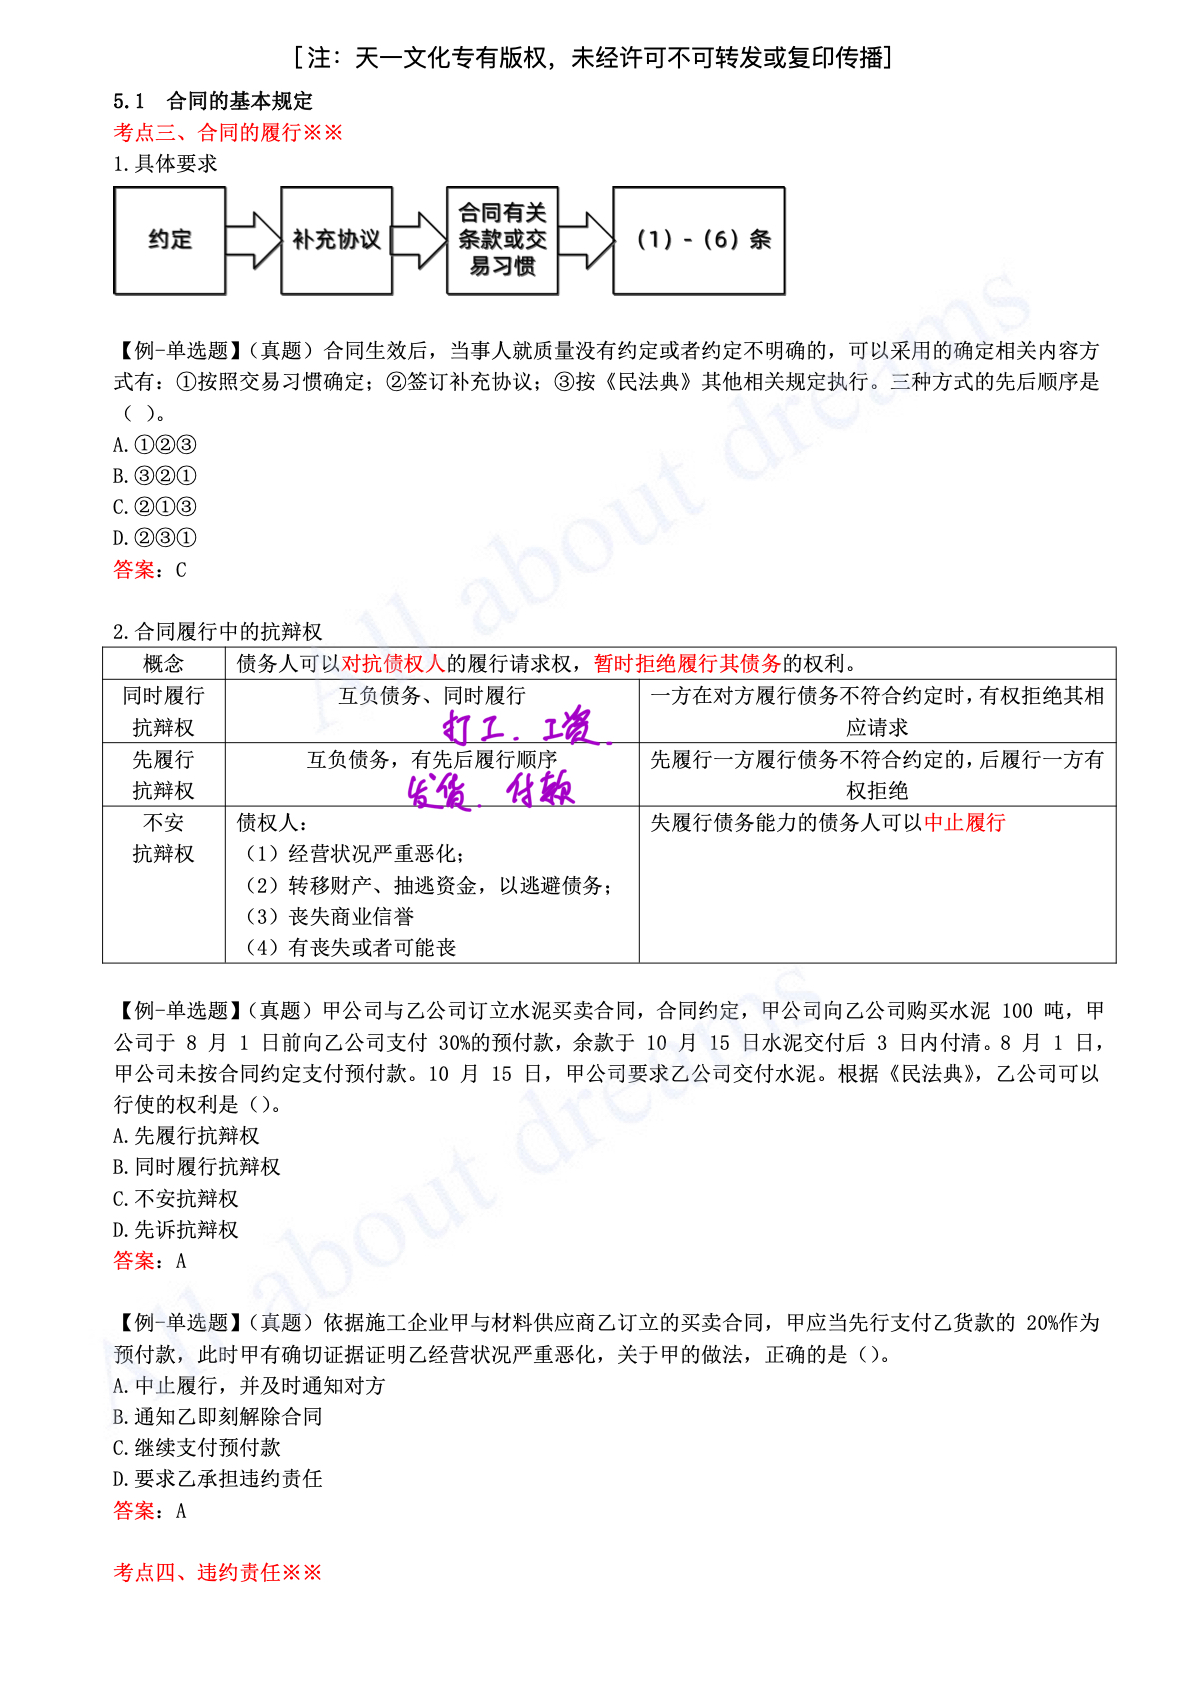 [注：天一文化专有版权，未经许可不可转发或复印传播]
5.1 合同的基本规定
考点三、合同的履行※※
1.具体要求
约定
补充协议
合同有关
条款或交
易习惯
（1）-（6）条
【例-单选题】（真题）合同生效后，当事人就质量没有约定或者约定不明确的，可以采用的确定相关内容方
式有：①按照交易习惯确定；②签订补充协议；③按《民法典》其他相关规定执行。三种方式的先后顺序是
（ ）。
A.①②③
B.③②①
C.②①③
D.②③①
答案：C
2.合同履行中的抗辩权
概念 债务人可以对抗债权人的履行请求权，暂时拒绝履行其债务的权利。
同时履行 互负债务、同时履行 一方在对方履行债务不符合约定时，有权拒绝其相
抗辩权 打工．工资． 应请求
先履行 互负债务，有先后履行顺序 先履行一方履行债务不符合约定的，后履行一方有
抗辩权 发货．付款 权拒绝
不安 债权人： 失履行债务能力的债务人可以中止履行
抗辩权 （1）经营状况严重恶化；
（2）转移财产、抽逃资金，以逃避债务；
（3）丧失商业信誉
（4）有丧失或者可能丧
【例-单选题】（真题）甲公司与乙公司订立水泥买卖合同，合同约定，甲公司向乙公司购买水泥 100 吨，甲
公司于 8 月 1 日前向乙公司支付 30%的预付款，余款于 10 月 15 日水泥交付后 3 日内付清。8 月 1 日，
甲公司未按合同约定支付预付款。10 月 15 日，甲公司要求乙公司交付水泥。根据《民法典》，乙公司可以
行使的权利是（）。
A.先履行抗辩权
B.同时履行抗辩权
C.不安抗辩权
D.先诉抗辩权
答案：A
【例-单选题】（真题）依据施工企业甲与材料供应商乙订立的买卖合同，甲应当先行支付乙货款的 20%作为
预付款，此时甲有确切证据证明乙经营状况严重恶化，关于甲的做法，正确的是（）。
A.中止履行，并及时通知对方
B.通知乙即刻解除合同
C.继续支付预付款
D.要求乙承担违约责任
答案：A
考点四、违约责任※※
All about dreams
All about dreams